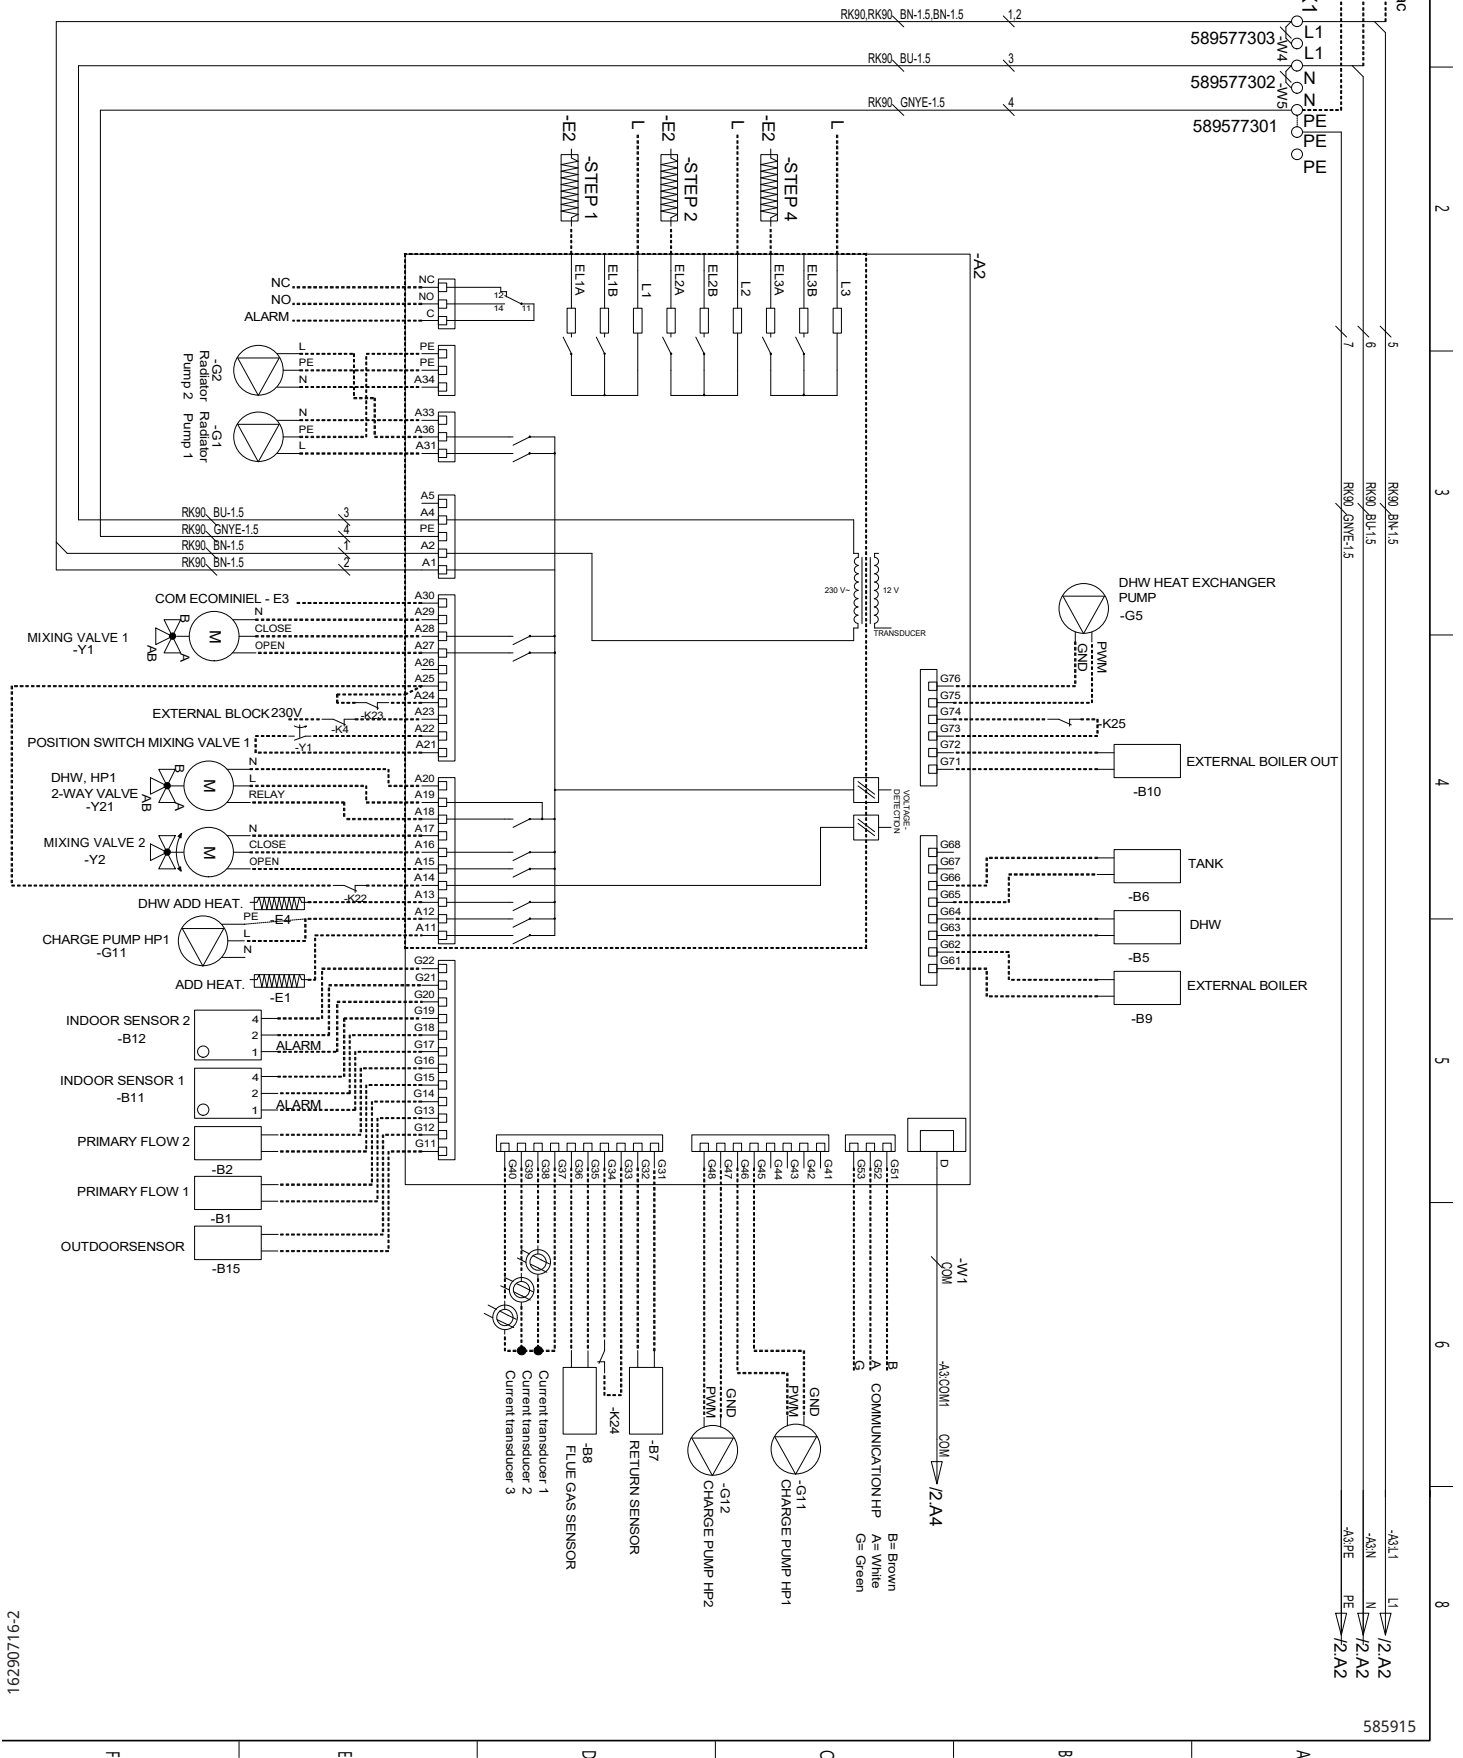 RK90,RK90, BN-1.5,BN-1.5
1,2
RK90, BU-1.5
3
RK90, GNYE-1.5
4
589577303
-W4
L1
L1
589577302
-W5
N
N
589577301
PE
PE
PE
2
-E2
-STEP 1
L
-E2
-STEP 2
L
-E2
-STEP 4
L
EL1A
EL1B
L1
EL2A
EL2B
L2
EL3A
EL3B
L3
-A2
NC
NO
ALARM
NC
NO
C
12
14
11
-G2
Radiator
Pump 2
L
PE
N
PE
PE
A34
-G1
Radiator
Pump 1
N
PE
L
A33
A36
A31
7
6
5
3
RK90, GNYE-1.5
RK90, BU-1.5
RK90, BN-1.5
A5
A4
PE
A2
A1
RK90, BU-1.5
3
RK90, GNYE-1.5
4
RK90, BN-1.5
1
RK90, BN-1.5
2
230 V~
12 V
TRANSDUCER
COM ECOMINIEL - E3
N
CLOSE
OPEN
M
B
A
AB
MIXING VALVE 1
-Y1
A30
A29
A28
A27
A26
A25
A24
A23
A22
A21
-K23
EXTERNAL BLOCK 230V
-K4
POSITION SWITCH MIXING VALVE 1
-Y1
DHW, HP1
2-WAY VALVE
-Y21
B
A
AB
M
N
L
RELAY
MIXING VALVE 2
-Y2
M
N
CLOSE
OPEN
A20
A19
A18
A17
A16
A15
A14
A13
A12
A11
-K22
DHW ADD HEAT.
-E4
CHARGE PUMP HP1
-G11
PE
L
N
ADD HEAT.
-E1
VOLTAGE-
DETECTION
DHW HEAT EXCHANGER
PUMP
-G5
GND
PWM
G76
G75
G74
G73
G72
G71
-K25
EXTERNAL BOILER OUT
-B10
4
G68
G67
G66
G65
G64
G63
G62
G61
TANK
-B6
DHW
-B5
EXTERNAL BOILER
-B9
5
INDOOR SENSOR 2
-B12
4
2
1
ALARM
INDOOR SENSOR 1
-B11
4
2
1
ALARM
PRIMARY FLOW 2
-B2
PRIMARY FLOW 1
-B1
OUTDOORSENSOR
-B15
G22
G21
G20
G19
G18
G17
G16
G15
G14
G13
G12
G11
G40
G39
G38
G37
G36
G35
G34
G33
G32
G31
G48
G47
G46
G45
G44
G43
G42
G41
G53
G52
G51
D
-W1
COM
-A3:COM1
COM
/2.A4
6
Current transducer 1
Current transducer 2
Current transducer 3
-B8
FLUE GAS SENSOR
-K24
-B7
RETURN SENSOR
PWM
GND
-G12
CHARGE PUMP HP2
PWM
GND
-G11
CHARGE PUMP HP1
G
A
B
COMMUNICATION HP
B= Brown
A= White
G= Green
-A3:PE
-A3:N
-A3:L1
PE
N
L1
/2.A2
/2.A2
/2.A2
8
16290716-2
585915
F
E
D
C
B
A